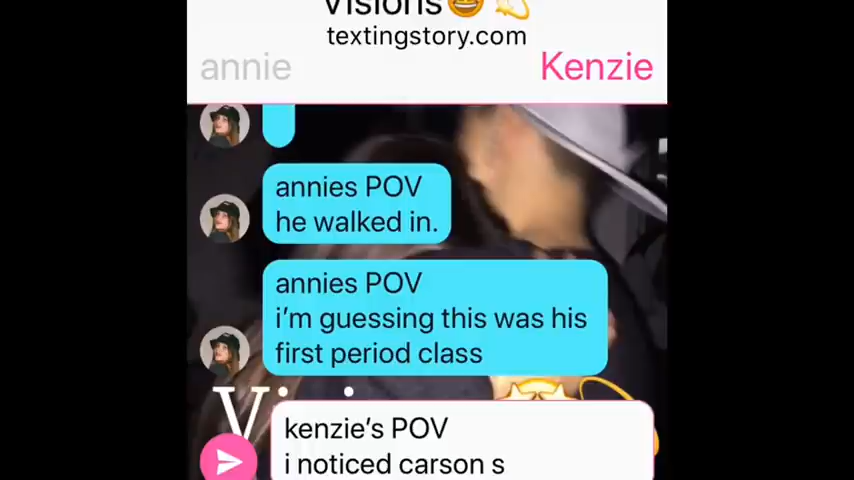 Visions🤩💫
textingstory.com
annie
Kenzie
annies POV
he walked in.
annies POV
i'm guessing this was his
first period class
kenzie's POV
i noticed carson s